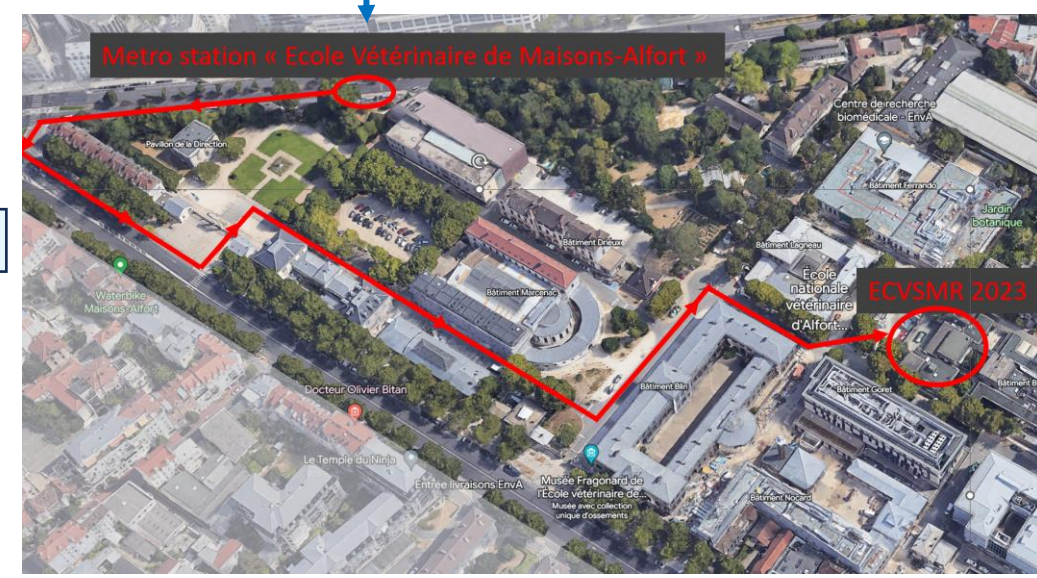 Metro station « Ecole Vétérinaire de Maisons-Alfort »
Centre de recherche
biomédicale - EnvA
Pavillon de la Direction
Bâtiment Ferrando
Jardin
botanique
Bâtiment Drieux
Bâtiment Lagneau
École
nationale
vétérinaire
d'Alfort...
ECVSMR 2023
Bâtiment Marcenac
Waterbike
Maisons-Alfort
Docteur Olivier Bitan
Bâtiment Blin
Bâtiment Goret
Bâtiment B
Le Temple du Ninja
Entrée livraisons EnvA
Musée Fragonard de
l'École vétérinaire de...
Musée avec collection
unique d'ossements
Bâtiment Nocard